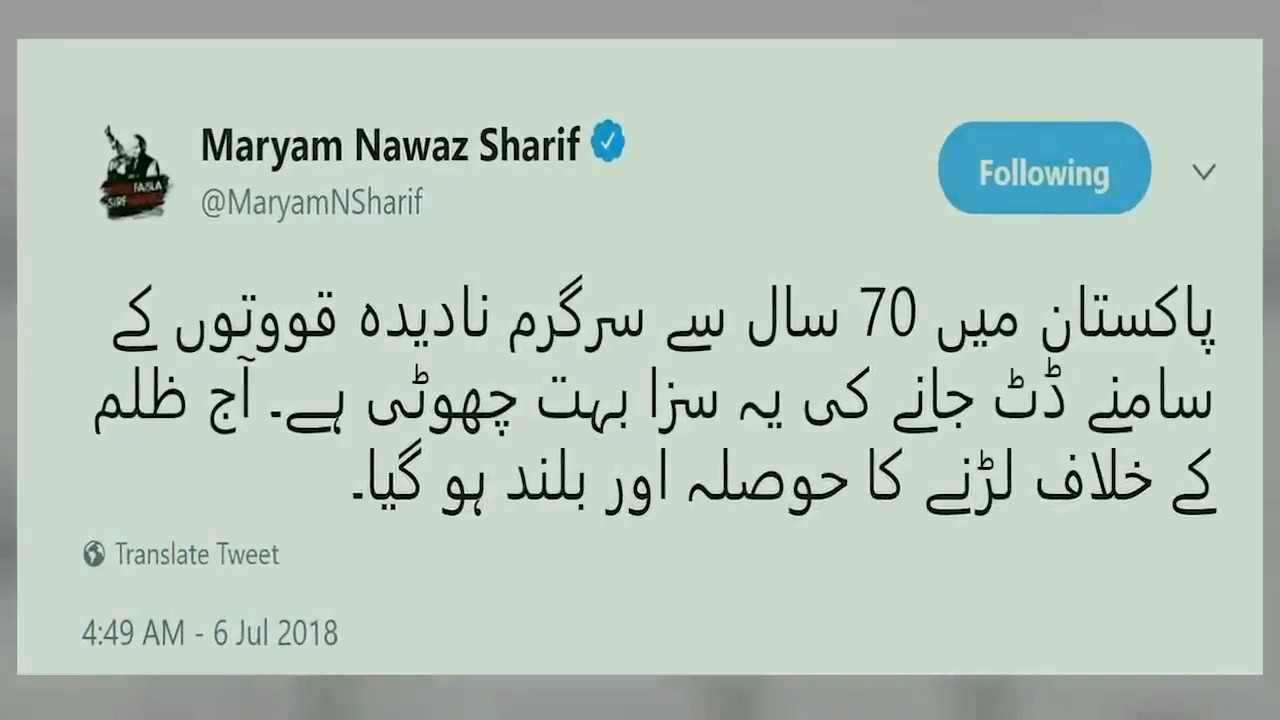 Maryam Nawaz Sharif
@MaryamNSharif
Following
پاکستان میں 70 سال سے سرگرم نادیدہ قووتوں کے
سامنے ڈٹ جانے کی یہ سزا بہت چھوٹی ہے۔ آج ظلم
کے خلاف لڑنے کا حوصلہ اور بلند ہو گیا۔
Translate Tweet
4:49 AM - 6 Jul 2018